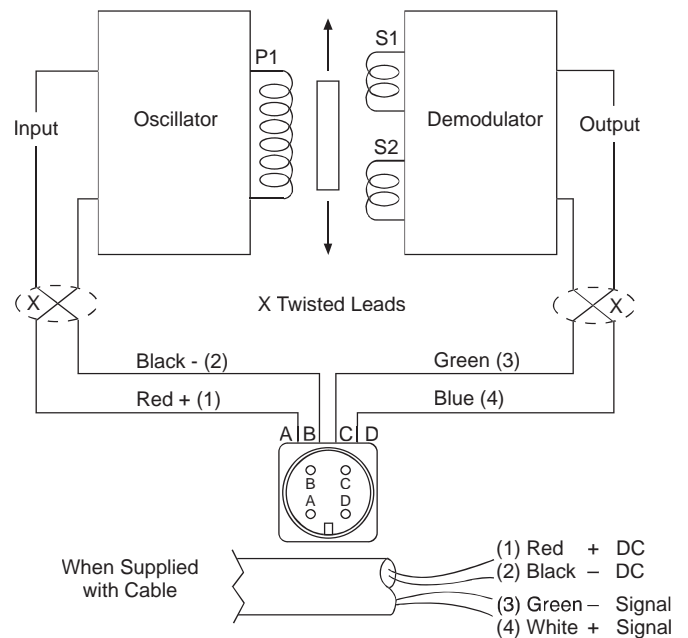 P1
S1
Input
Oscillator
Demodulator
Output
S2
X
X Twisted Leads
X
Black - (2)
Green (3)
Red + (1)
Blue (4)
A B C D
B C
A D
When Supplied
with Cable
(1) Red + DC
(2) Black – DC
(3) Green – Signal
(4) White + Signal